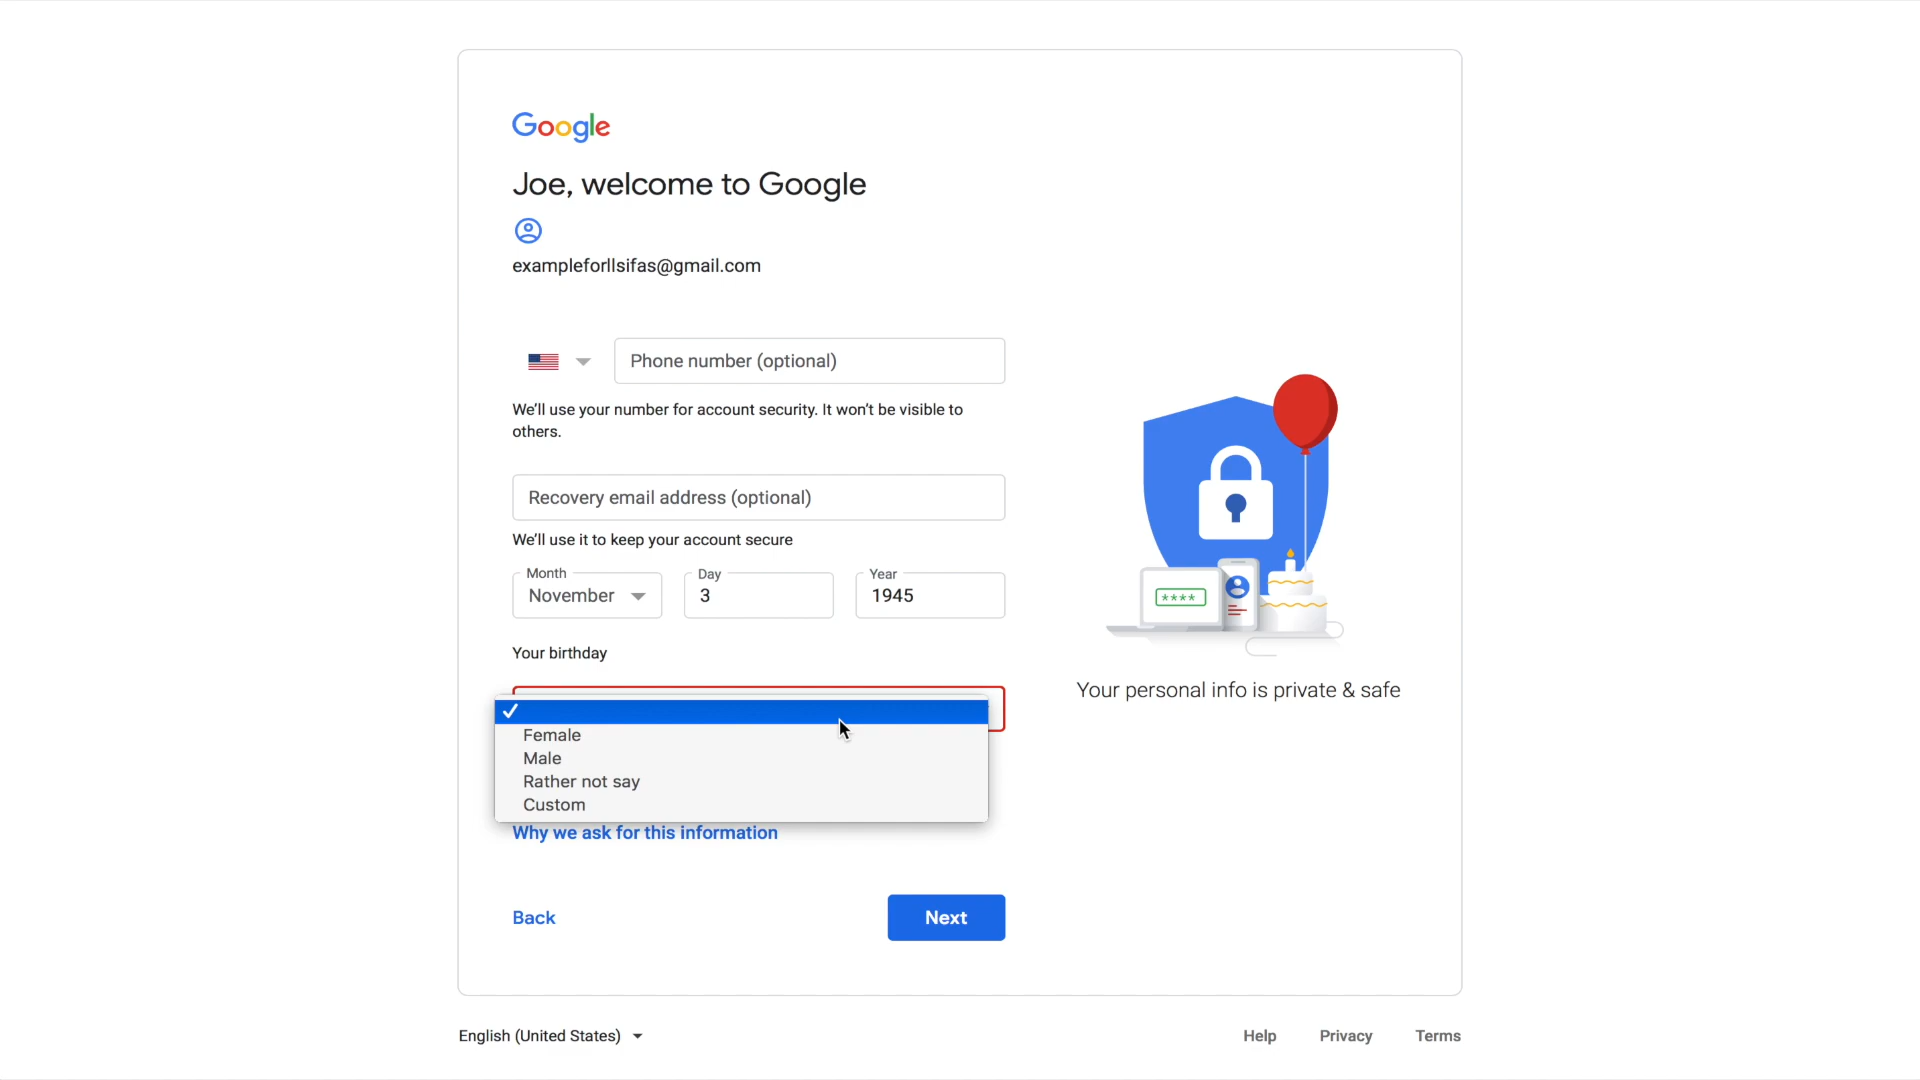 Google
Joe, welcome to Google
exampleforllsifas@gmail.com
Phone number (optional)
We'll use your number for account security. It won't be visible to
others.
Recovery email address (optional)
We'll use it to keep your account secure
Month
November
Day
3
Year
1945
Your birthday
Female
Male
Rather not say
Custom
Why we ask for this information
Back
Next
****
Your personal info is private & safe
English (United States)
Help
Privacy
Terms